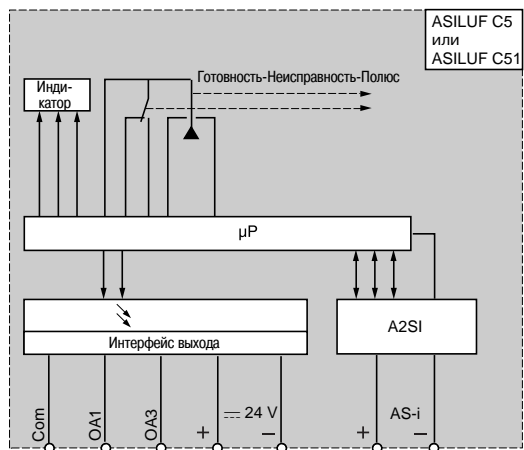 ASILUF C5
или
ASILUF C51
Готовность-Неисправность-Полюс
Инди-
катор
µP
A2SI
Интерфейс выхода
Com
OA1
OA3
+
24 V
−
+
AS-i
−